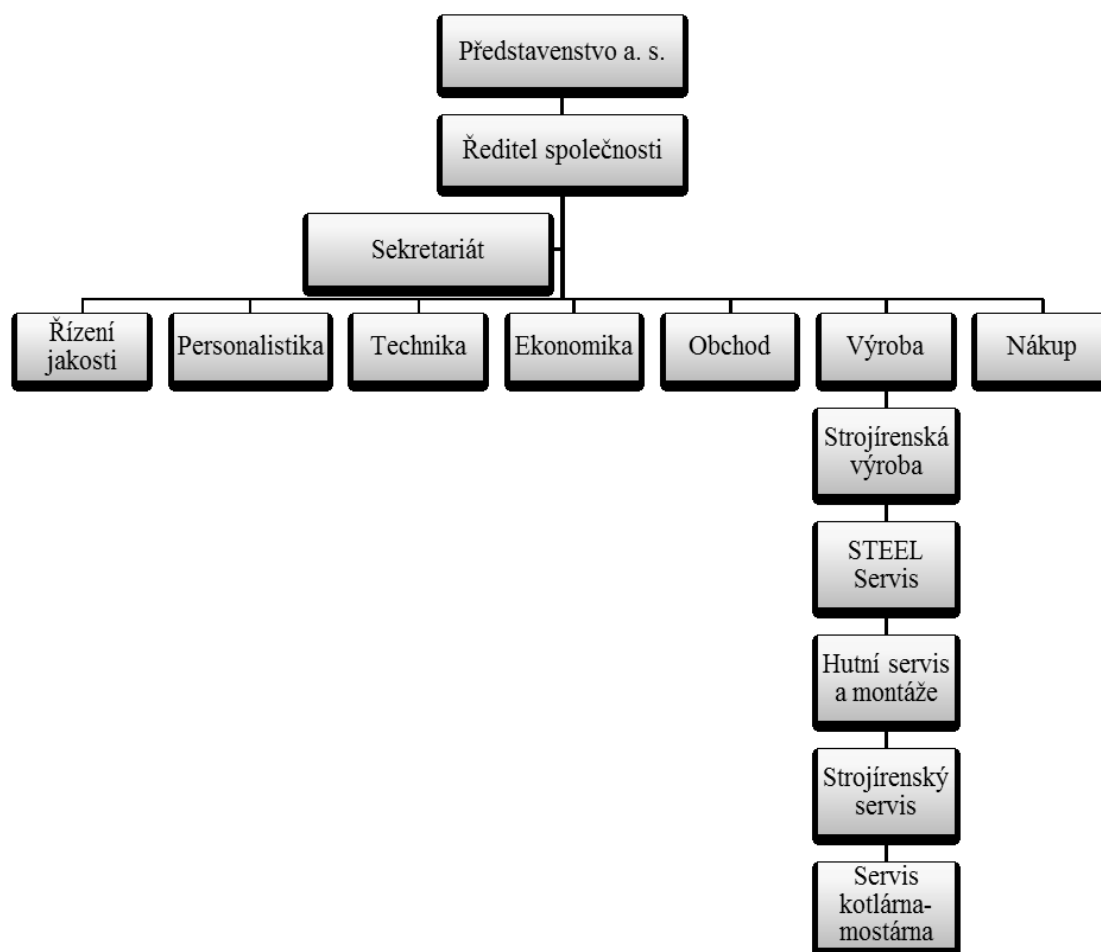 Představenstvo a. s.
Ředitel společnosti
Sekretariát
Řízení
jakosti
Personalistika
Technika
Ekonomika
Obchod
Výroba
Nákup
Strojírenská
výroba
STEEL
Servis
Hutní servis
a montáže
Strojírenský
servis
Servis
kotlárna-
mostárna